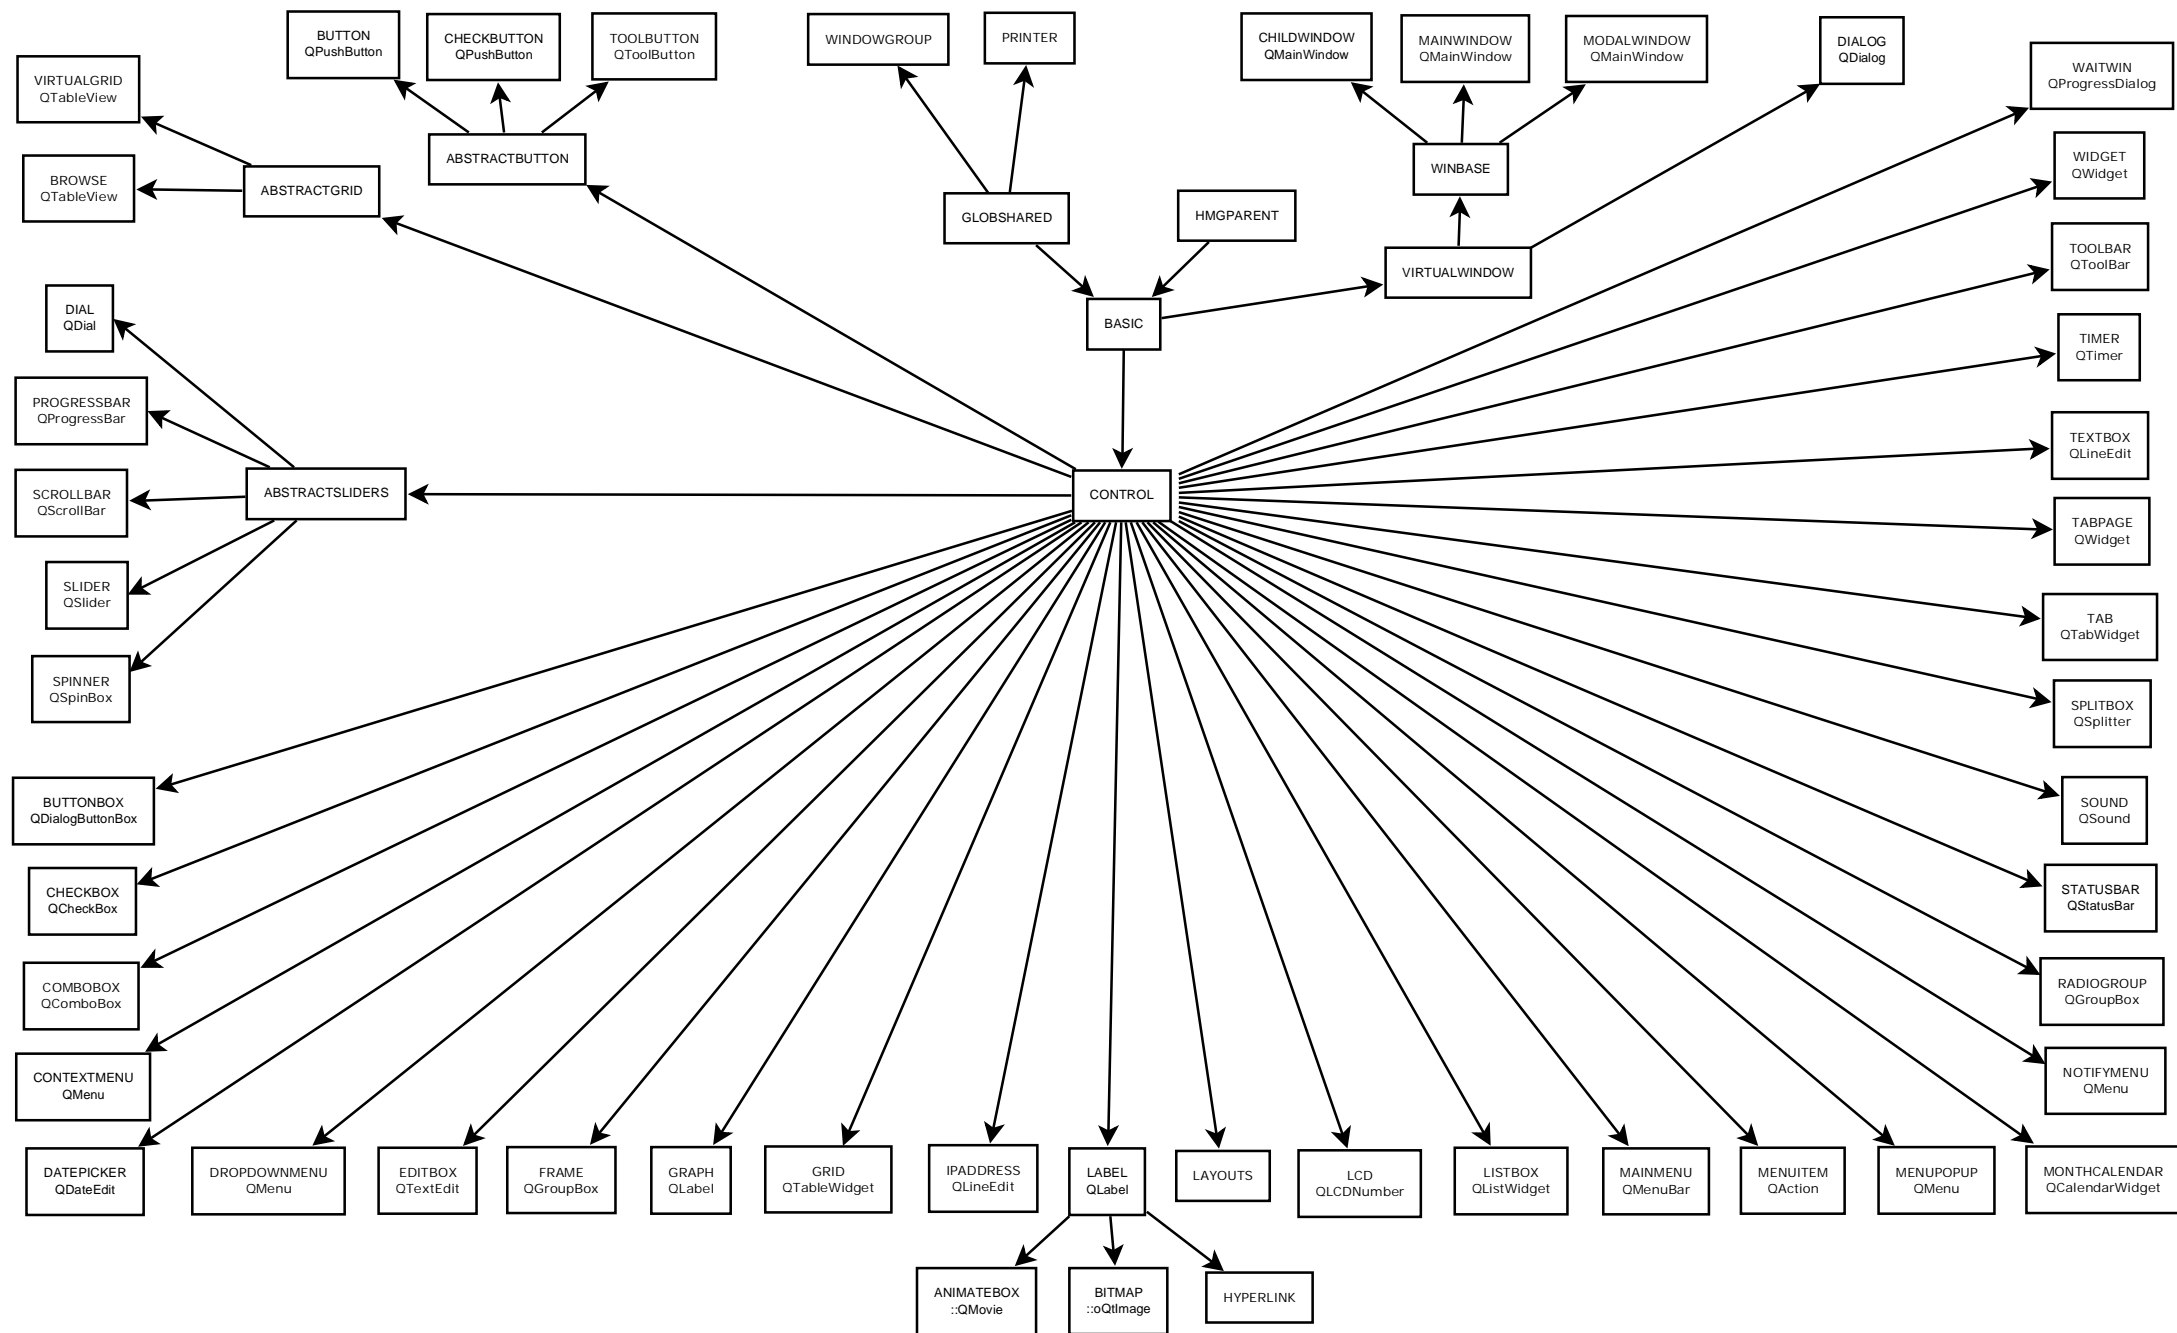 BUTTON
QPushButton
CHECKBUTTON
QPushButton
TOOLBUTTON
QToolButton
WINDOWGROUP
PRINTER
CHILDWINDOW
QMainWindow
MAINWINDOW
QMainWindow
MODALWINDOW
QMainWindow
DIALOG
QDialog
WAITWIN
QProgressDialog
VIRTUALGRID
QTableView
ABSTRACTBUTTON
WINBASE
WIDGET
QWidget
BROWSE
QTableView
ABSTRACTGRID
GLOBSHARED
HMGPARENT
VIRTUALWINDOW
TOOLBAR
QToolBar
DIAL
QDial
BASIC
TIMER
QTimer
PROGRESSBAR
QProgressBar
TEXTBOX
QLineEdit
SCROLLBAR
QScrollBar
ABSTRACTSLIDERS
CONTROL
TABPAGE
QWidget
SLIDER
QSlider
TAB
QTabWidget
SPINNER
QSpinBox
SPLITBOX
QSplitter
BUTTONBOX
QDialogButtonBox
SOUND
QSound
CHECKBOX
QCheckBox
STATUSBAR
QStatusBar
COMBOBOX
QComboBox
RADIOGROUP
QGroupBox
CONTEXTMENU
QMenu
NOTIFYMENU
QMenu
DATEPICKER
QDateEdit
DROPDOWNMENU
QMenu
EDITBOX
QTextEdit
FRAME
QGroupBox
GRAPH
QLabel
GRID
QTableWidget
IPADDRESS
QLineEdit
LABEL
QLabel
LAYOUTS
LCD
QLCDNumber
LISTBOX
QListWidget
MAINMENU
QMenuBar
MENUITEM
QAction
MENUPOPUP
QMenu
MONTHCALENDAR
QCalendarWidget
ANIMATEBOX
::QMovie
BITMAP
::oQtImage
HYPERLINK